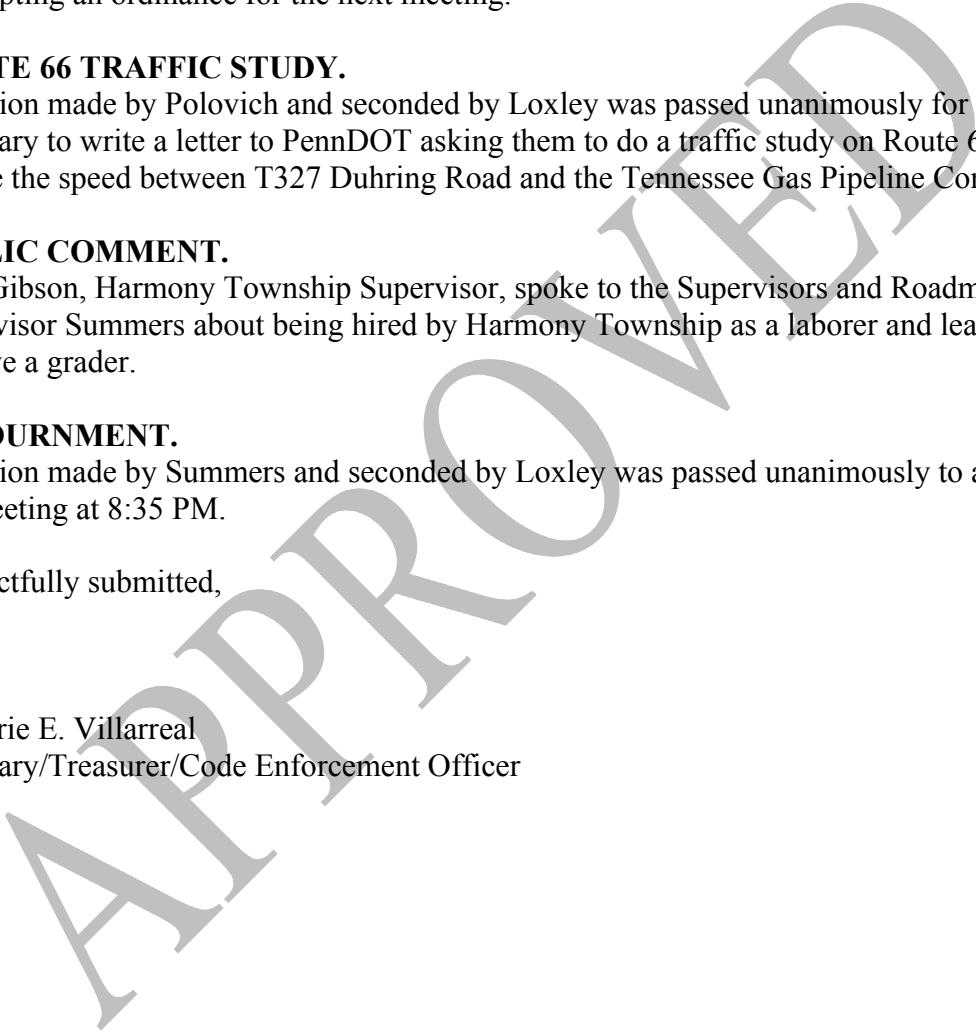 pting an ordinance for the next meeting.
TE 66 TRAFFIC STUDY.
ion made by Polovich and seconded by Loxley was passed unanimously for
ary to write a letter to PennDOT asking them to do a traffic study on Route 6
e the speed between T327 Duhring Road and the Tennessee Gas Pipeline Co
LIC COMMENT.
Gibson, Harmony Township Supervisor, spoke to the Supervisors and Roadm
visor Summers about being hired by Harmony Township as a laborer and lea
ve a grader.
OURNMENT.
ion made by Summers and seconded by Loxley was passed unanimously to a
eeting at 8:35 PM.
ctfully submitted,
rie E. Villarreal
ary/Treasurer/Code Enforcement Officer
APPROVED